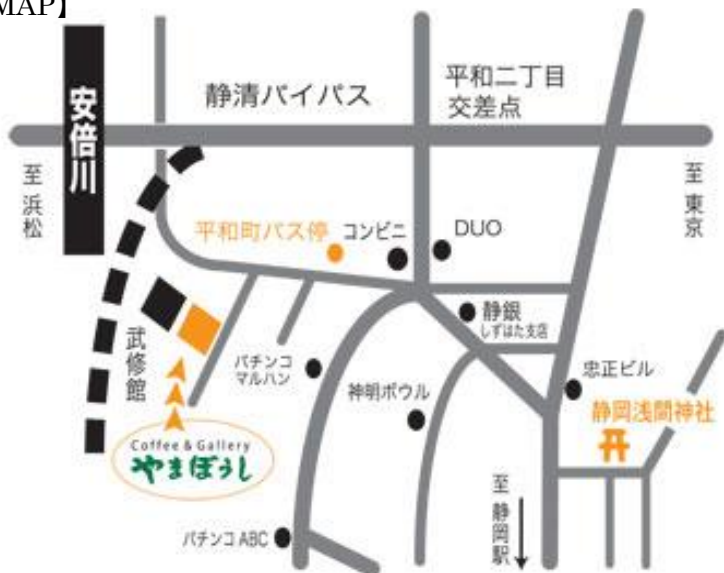 MAP】
静清バイパス
平和二丁目
交差点
安倍川
至浜松
至東京
平和町バス停
コンビニ
DUO
静銀
しずはた支店
武修館
パチンコ
マルハン
神明ボウル
忠正ビル
静岡浅間神社
Coffee & Gallery
やまぼうし
パチンコ ABC
至静岡駅